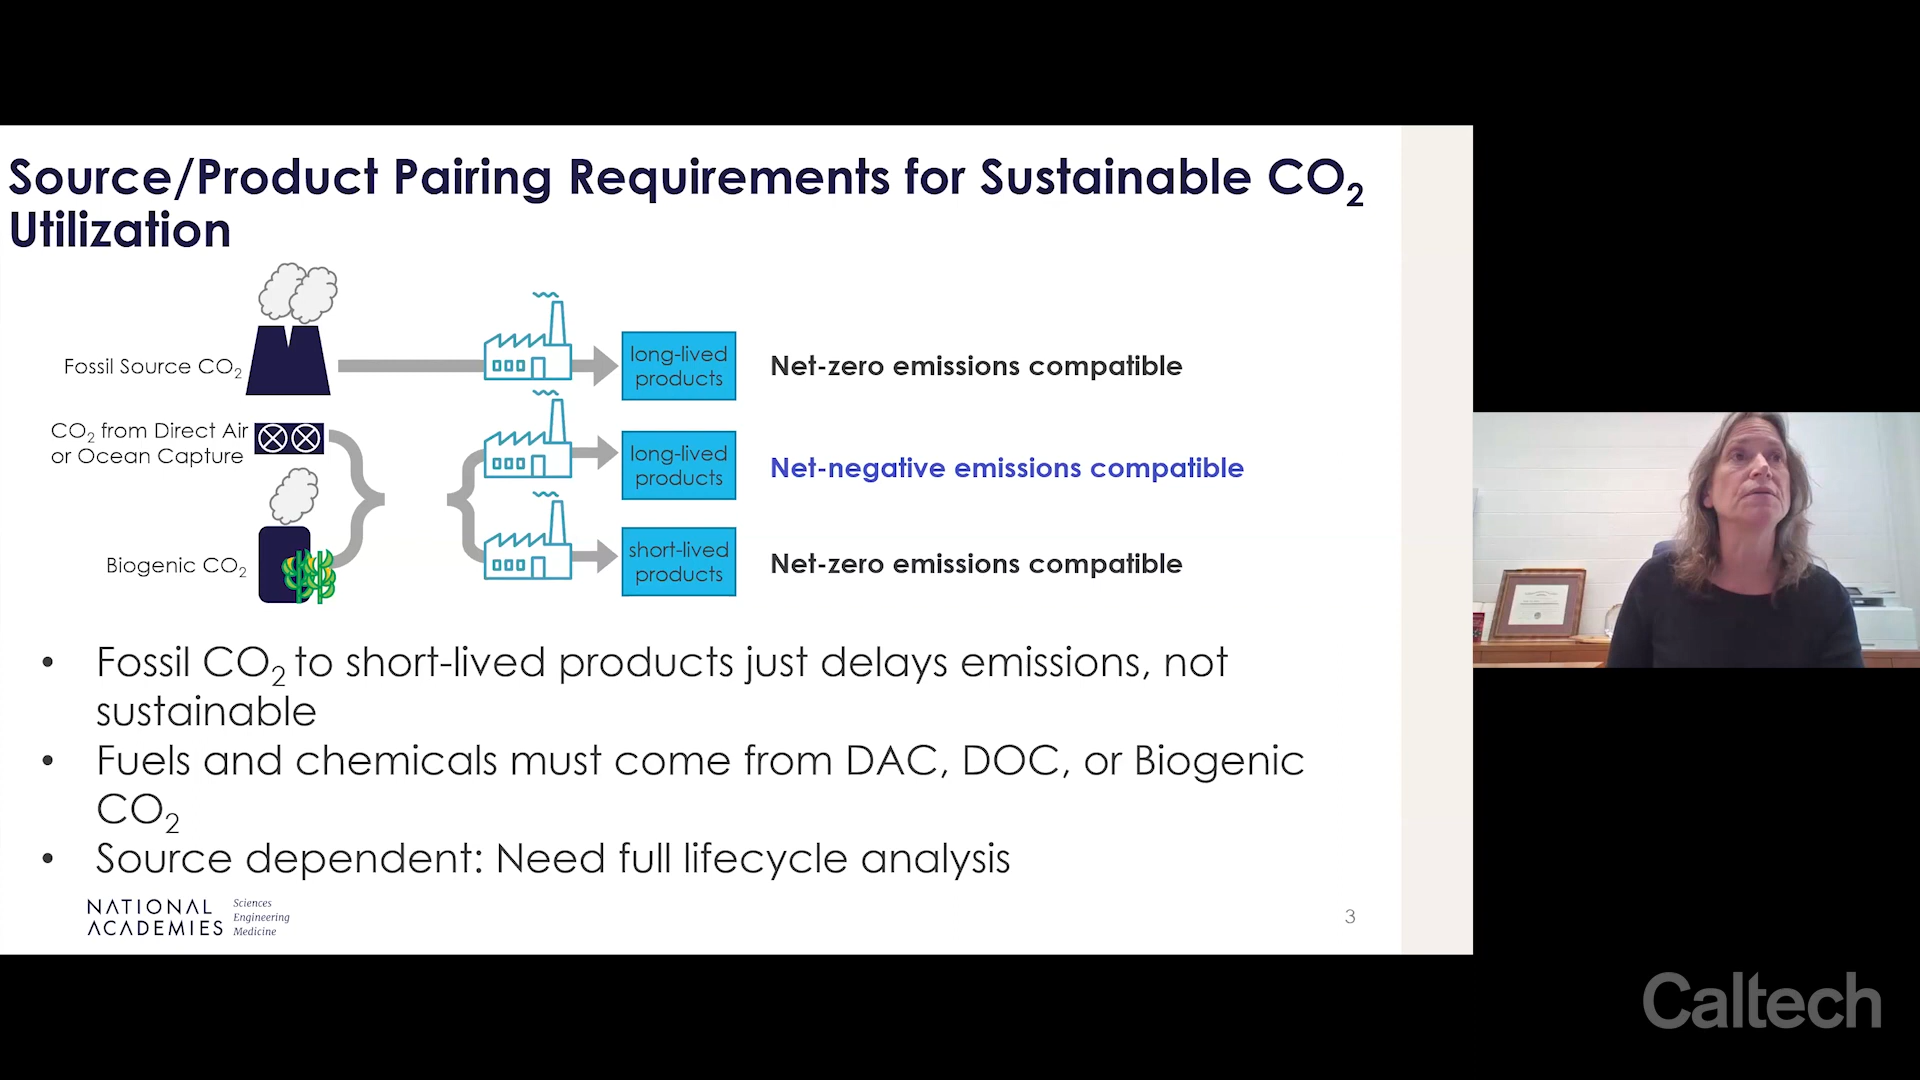 Source/Product Pairing Requirements for Sustainable CO2
Utilization
Fossil Source CO2
long-lived
products
Net-zero emissions compatible
CO2 from Direct Air
or Ocean Capture
long-lived
products
Net-negative emissions compatible
Biogenic CO2
short-lived
products
Net-zero emissions compatible
• Fossil CO2 to short-lived products just delays emissions, not
sustainable
• Fuels and chemicals must come from DAC, DOC, or Biogenic
CO2
• Source dependent: Need full lifecycle analysis
NATIONAL
ACADEMIES
Sciences
Engineering
Medicine
3
Caltech